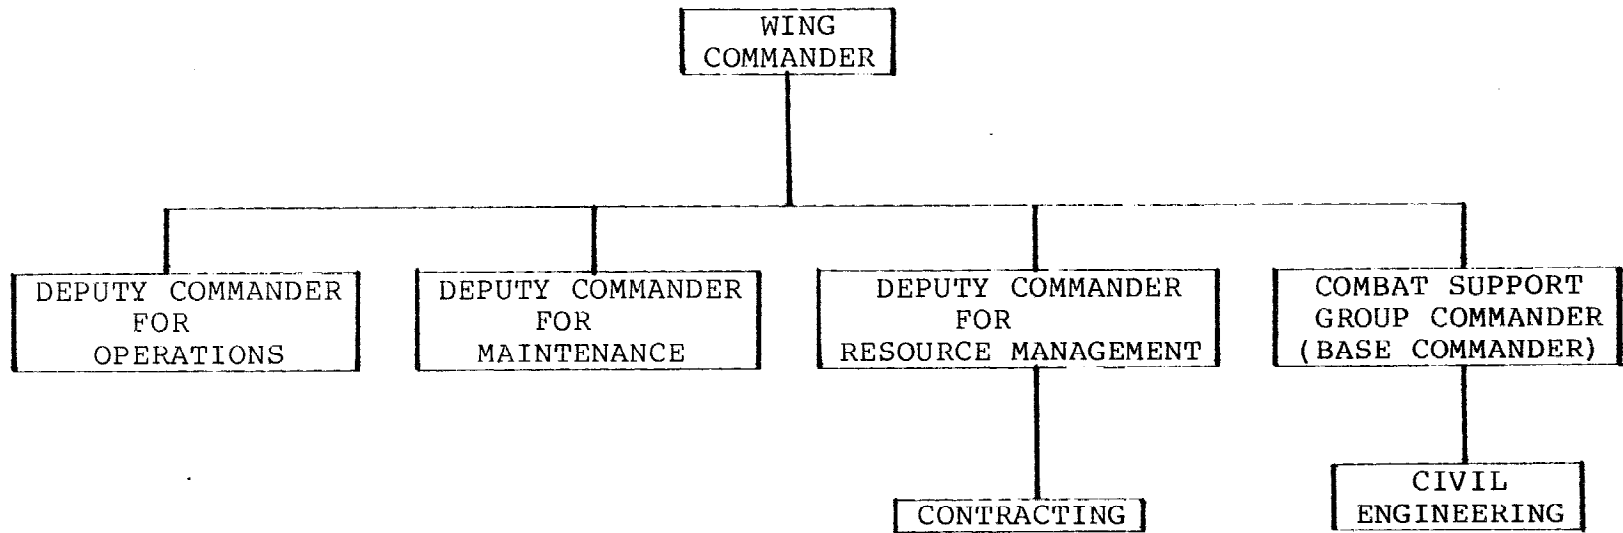 WING
COMMANDER
DEPUTY COMMANDER
FOR
OPERATIONS
DEPUTY COMMANDER
FOR
MAINTENANCE
DEPUTY COMMANDER
FOR
RESOURCE MANAGEMENT
COMBAT SUPPORT
GROUP COMMANDER
(BASE COMMANDER)
CONTRACTING
CIVIL
ENGINEERING